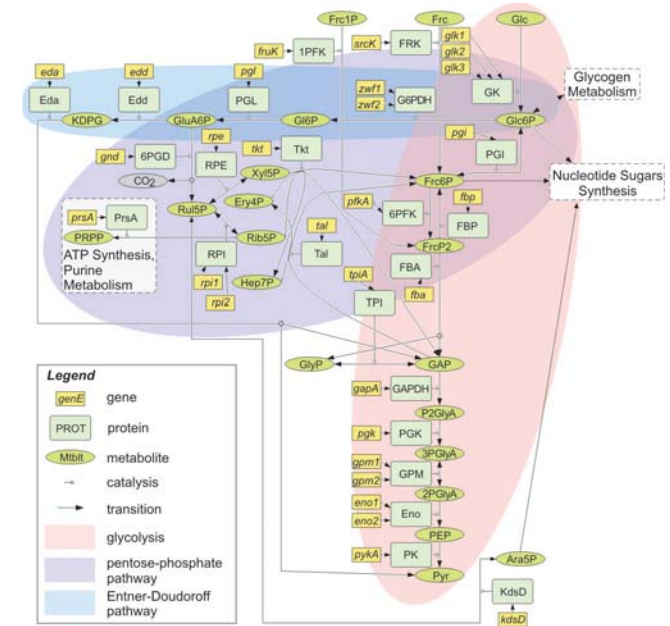 Frc1P
Frc
Glc
fruK
1PFK
srcK
FRK
glk1
glk2
glk3
GK
Glycogen
Metabolism
eda
edd
pgl
zwf1
zwf2
G6PDH
Eda
Edd
PGL
KDPG
GluA6P
Gl6P
Glc6P
rpe
tkt
Tkt
pgi
PGI
gnd
6PGD
RPE
CO2
Xyl5P
Frc6P
Nucleotide Sugars
Synthesis
Ery4P
pfkA
6PFK
fbp
FBP
prsA
PrsA
Rul5P
PRPP
Rib5P
tal
Tal
FrcP2
ATP Synthesis,
Purine
Metabolism
RPI
rpi1
rpi2
Hep7P
tpiA
TPI
FBA
fba
GlyP
GAP
gapA
GAPDH
P2GlyA
pgk
PGK
3PGlyA
gpm1
gpm2
GPM
2PGlyA
eno1
eno2
Eno
PEP
pykA
PK
Pyr
Ara5P
KdsD
kdsD
Legend
genE gene
PROT protein
Mtblt metabolite
catalysis
transition
glycolysis
pentose-phosphate
pathway
Entner-Doudoroff
pathway